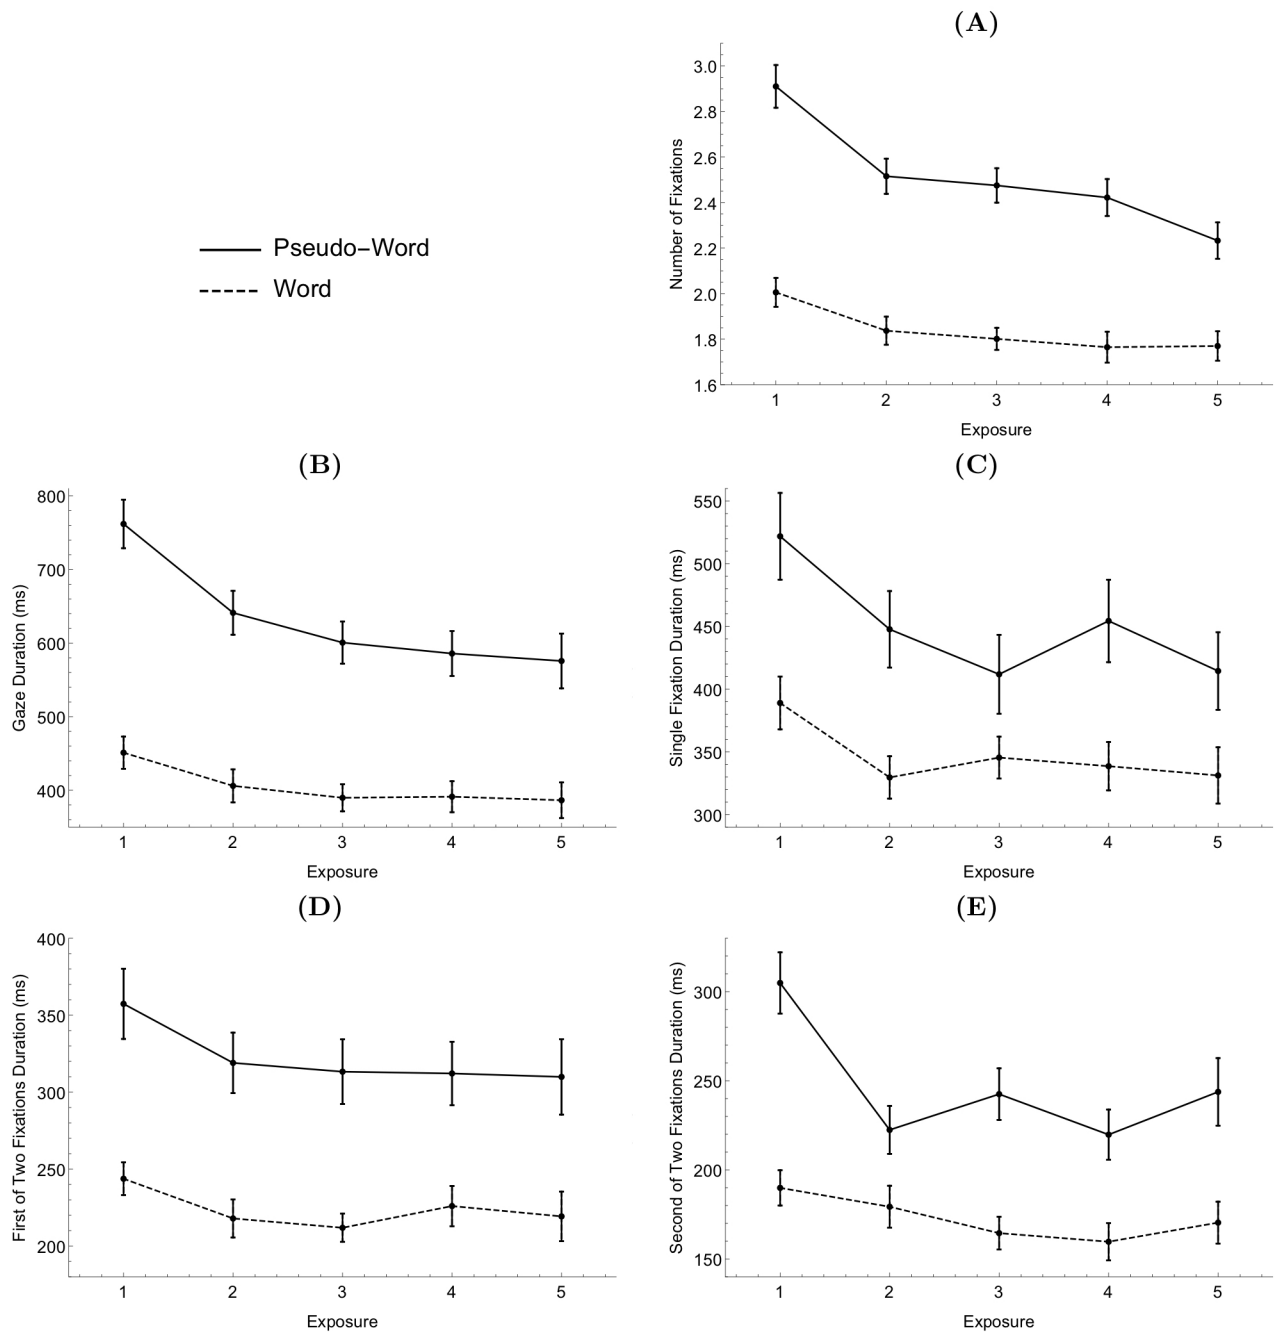 (A)
3.0
2.8
2.6
2.4
2.2
2.0
1.8
1.6
Number of Fixations
1 2 3 4 5
Exposure
Pseudo-Word
Word
(B)
800
700
600
500
400
Gaze Duration (ms)
1 2 3 4 5
Exposure
(C)
550
500
450
400
350
300
Single Fixation Duration (ms)
1 2 3 4 5
Exposure
(D)
400
350
300
250
200
First of Two Fixations Duration (ms)
1 2 3 4 5
Exposure
(E)
300
250
200
150
Second of Two Fixations Duration (ms)
1 2 3 4 5
Exposure